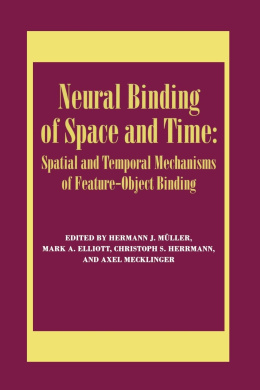 Neural Binding
of Space and Time:
Spatial and Temporal Mechanisms
of Feature-Object Binding
EDITED BY HERMANN J. MÜLLER,
MARK A. ELLIOTT, CHRISTOPH S. HERRMANN,
AND AXEL MECKLINGER